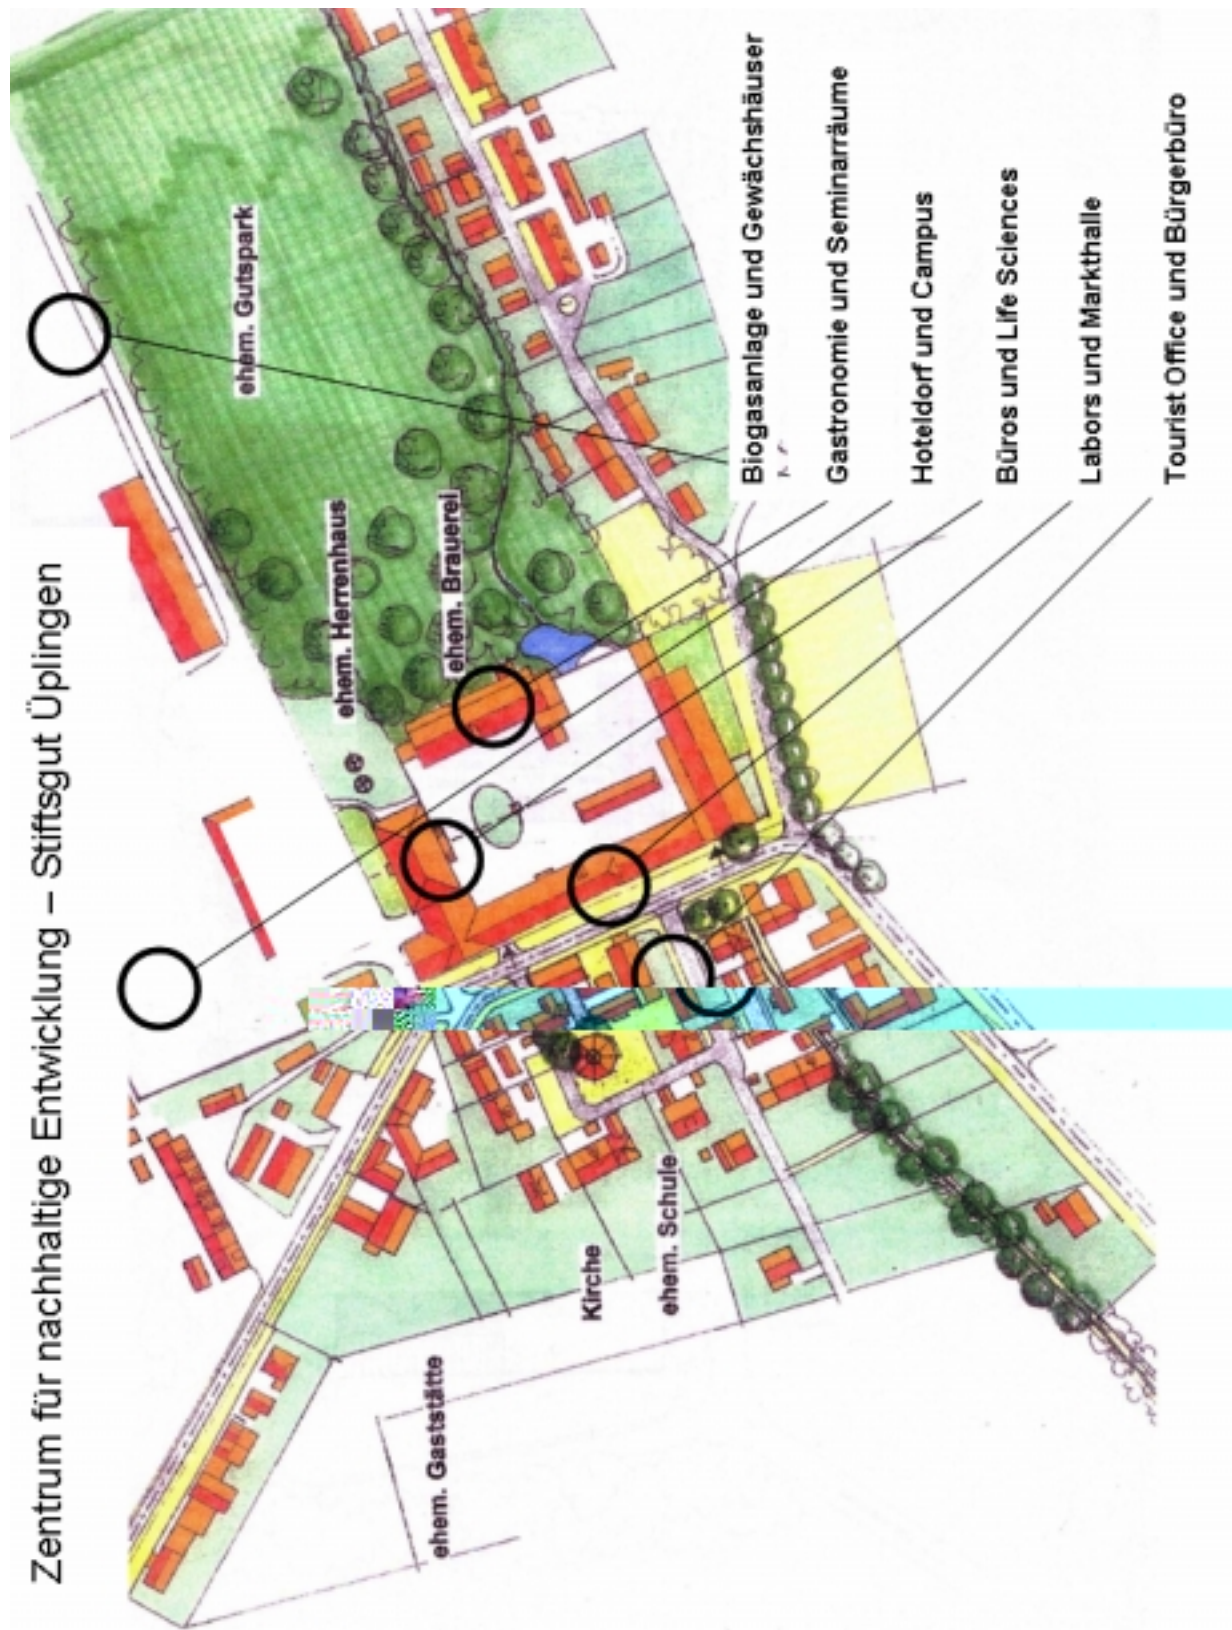 Zentrum für nachhaltige Entwicklung – Stiftsgut Üplingen
ehem. Gutspark
ehem. Herrenhaus
ehem. Brauerei
ehem. Gaststätte
Kirche
ehem. Schule
Biogasanlage und Gewächshäuser
Gastronomie und Seminarräume
Hoteldorf und Campus
Büros und Life Sciences
Labors und Markthalle
Tourist Office und Bürgerbüro